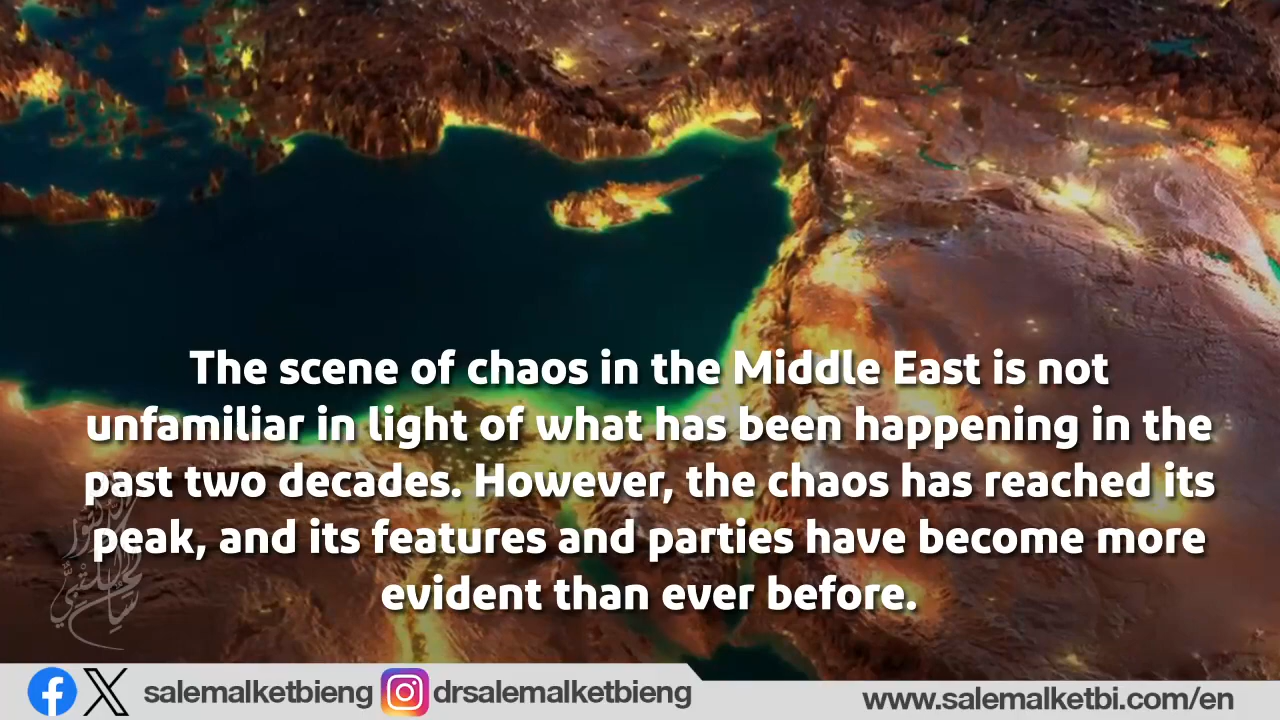 The scene of chaos in the Middle East is not
unfamiliar in light of what has been happening in the
past two decades. However, the chaos has reached its
peak, and its features and parties have become more
evident than ever before.
salemalketbieng drsalemalketbieng www.salemalketbi.com/en